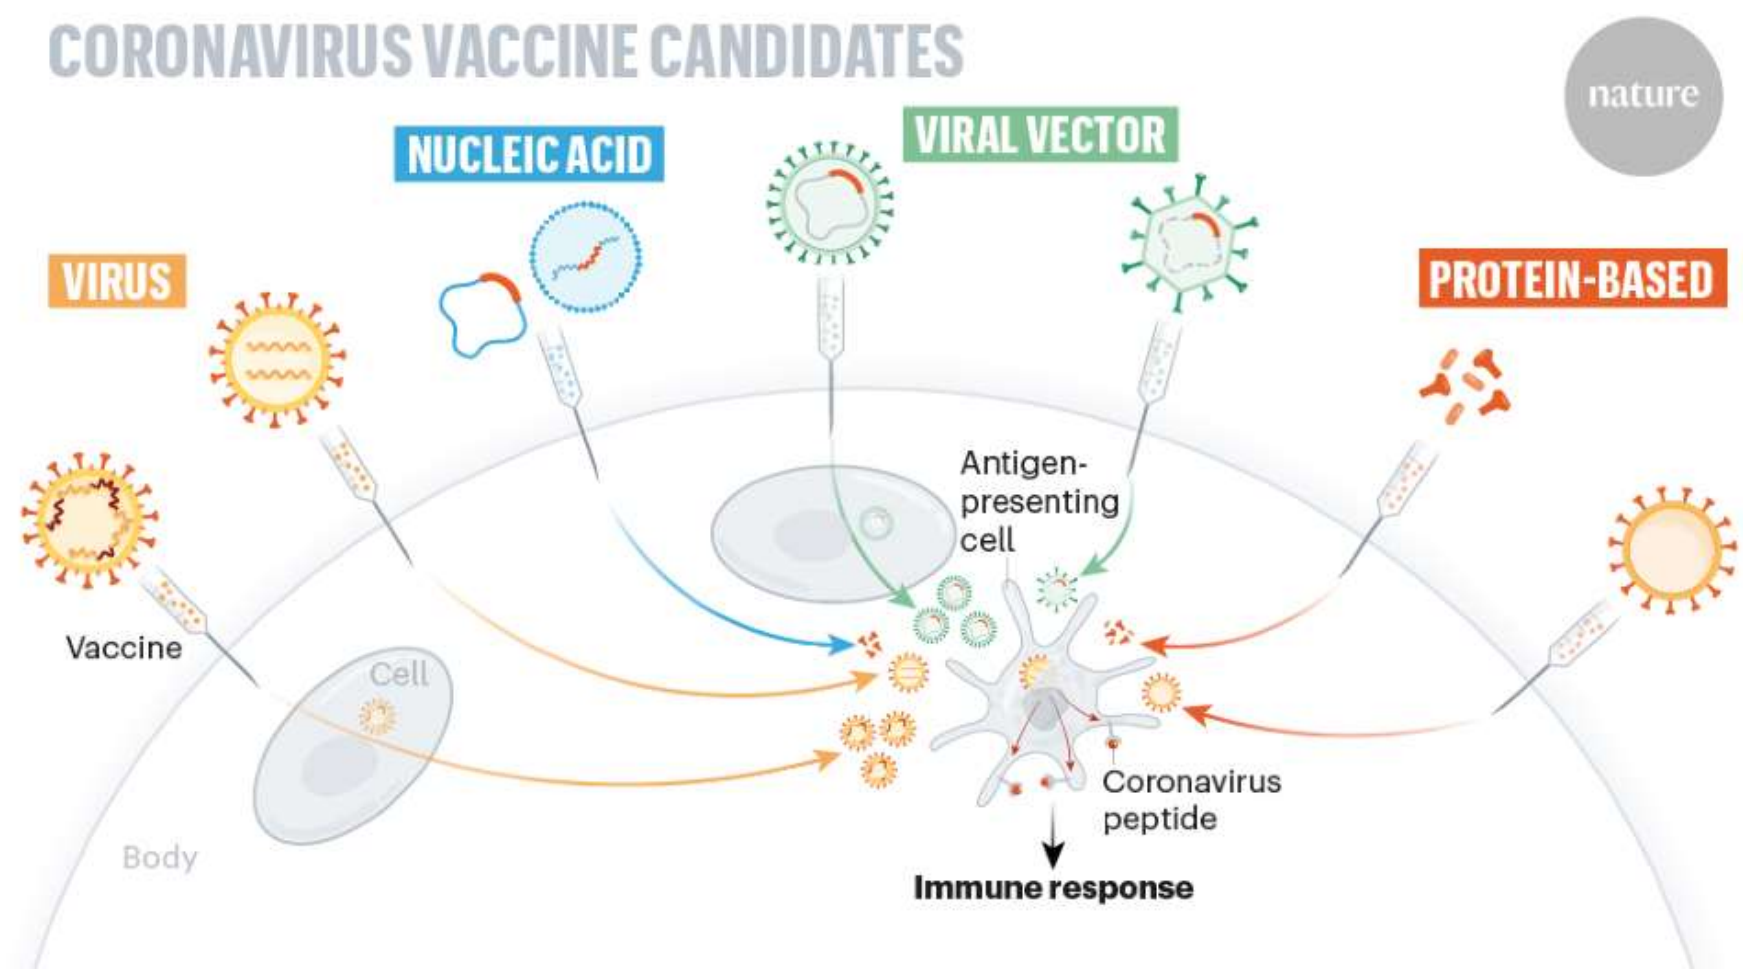 CORONAVIRUS VACCINE CANDIDATES
nature
NUCLEIC ACID
VIRAL VECTOR
VIRUS
PROTEIN-BASED
Antigen-
presenting
cell
Vaccine
Cell
Body
Coronavirus
peptide
Immune response